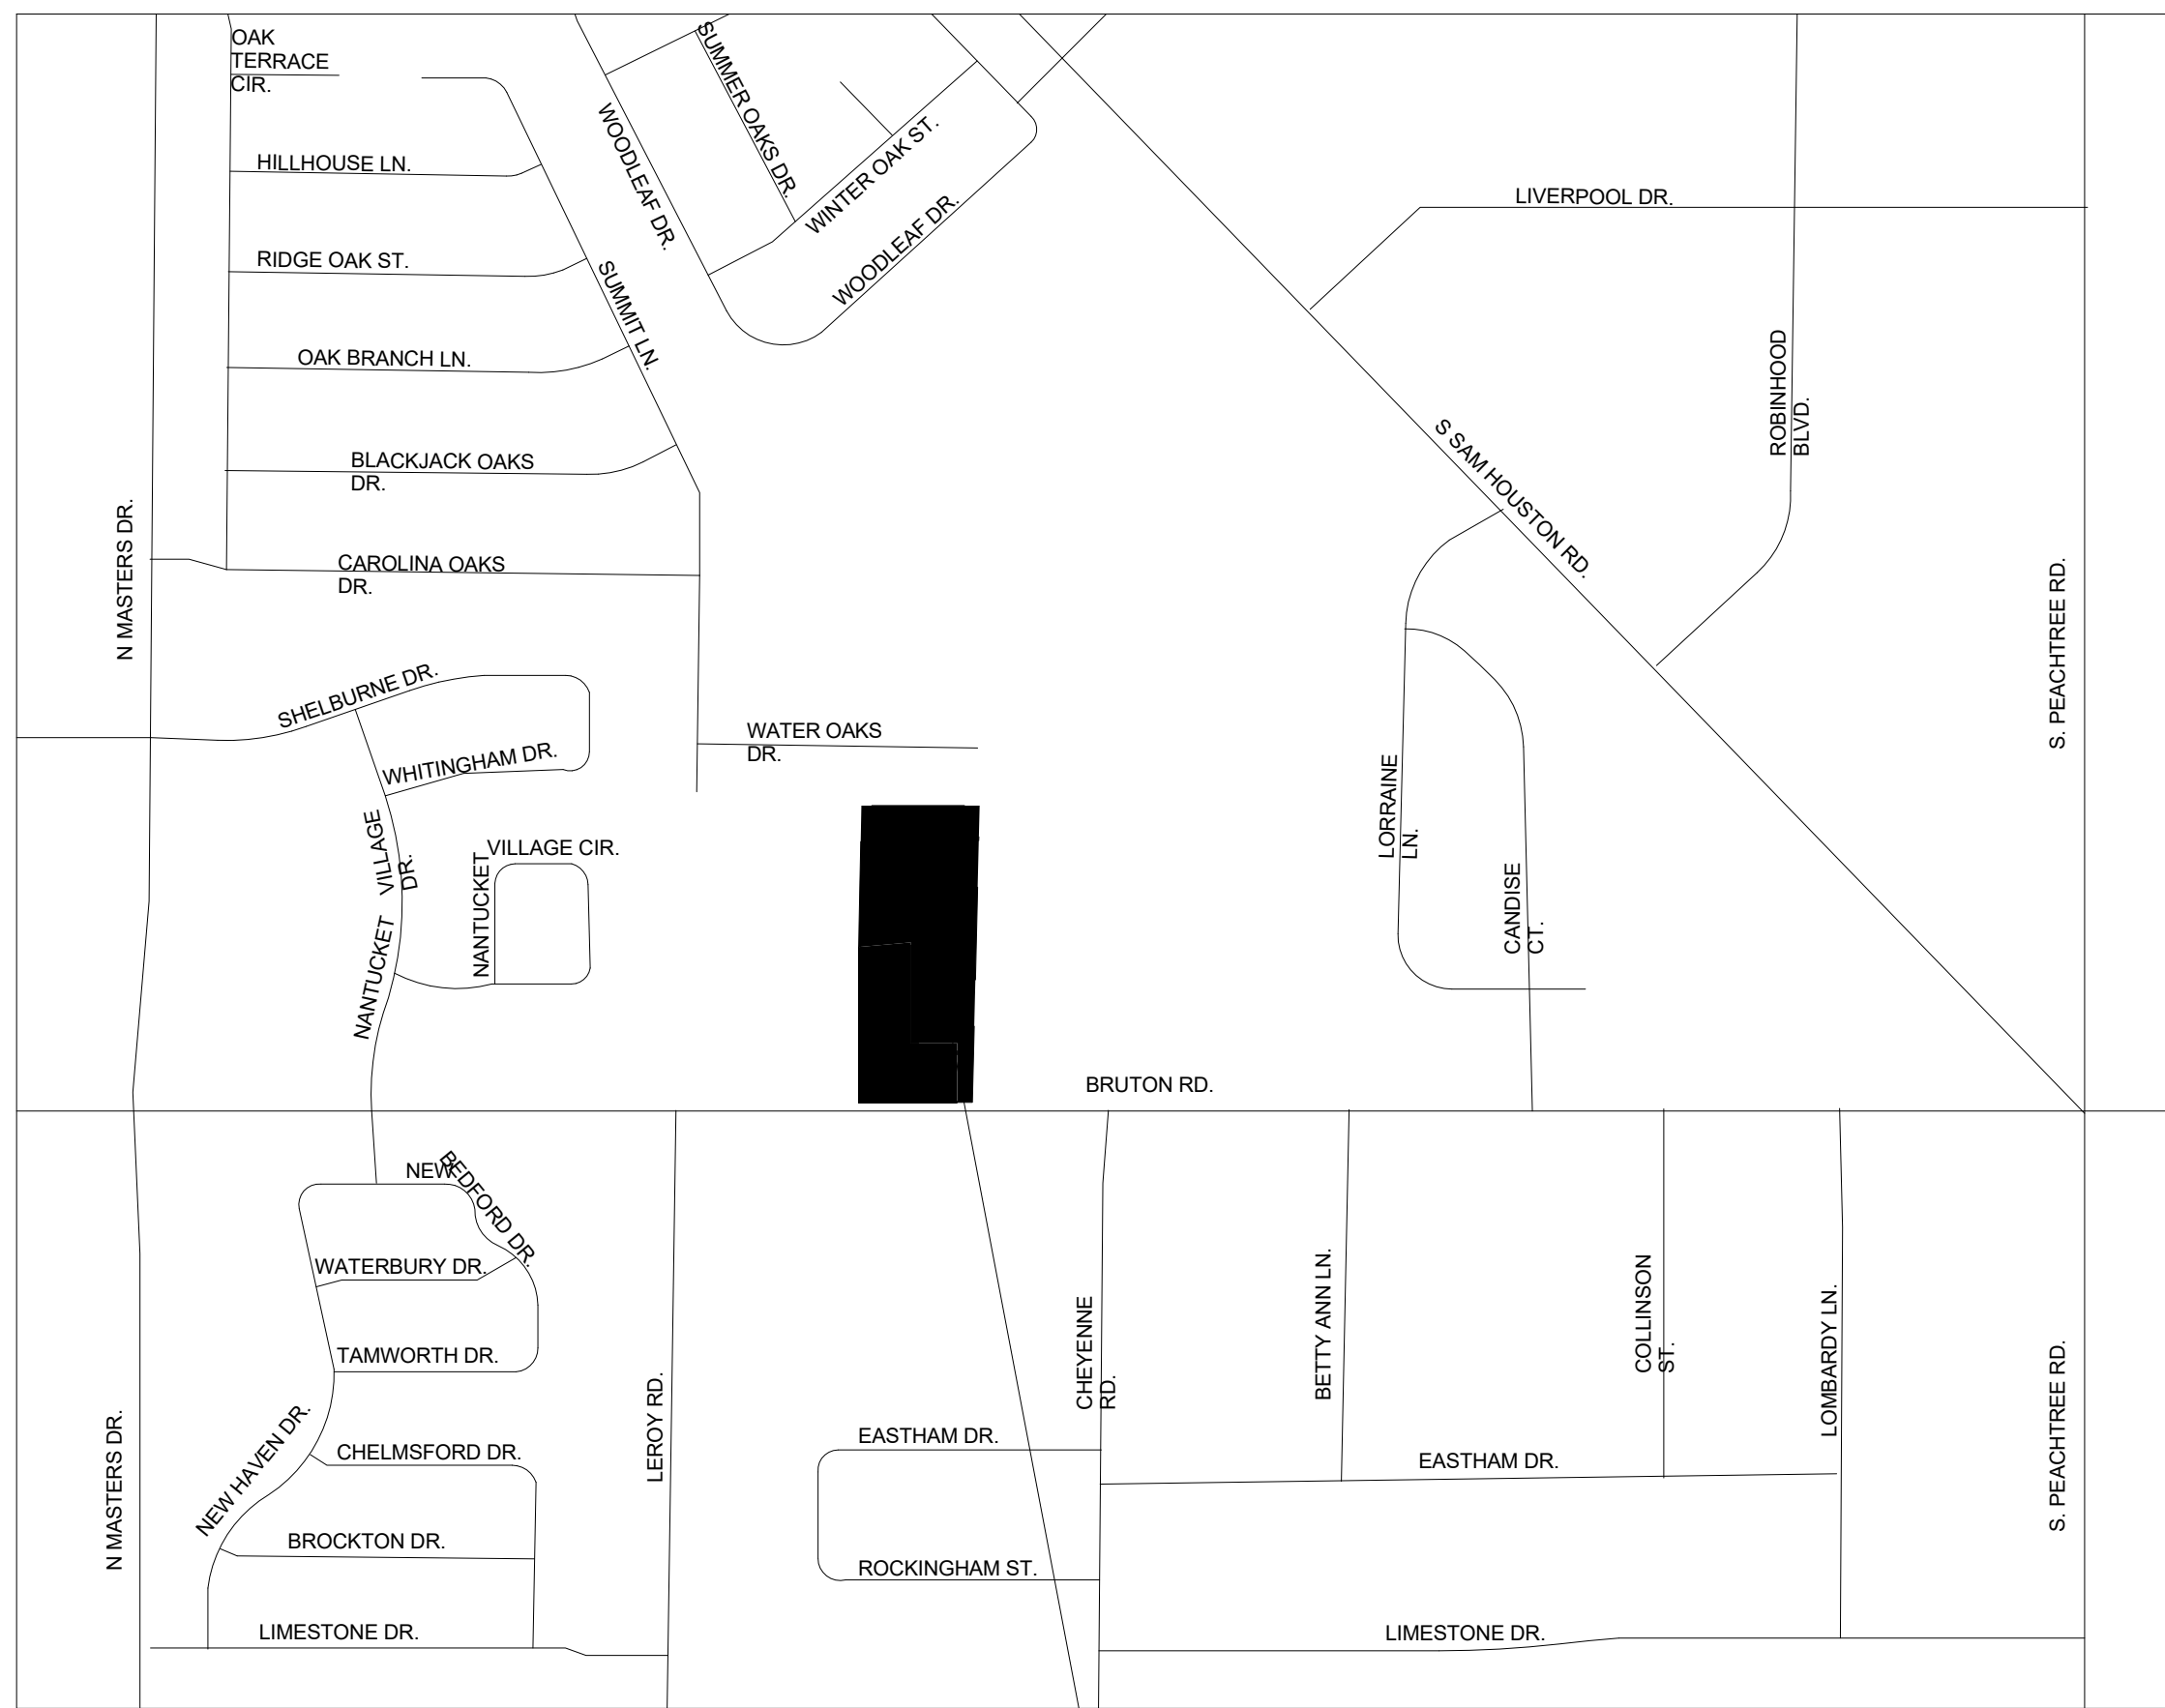 OAK
TERRACE
CIR.
SUMMER OAKS DR.
HILLHOUSE LN.
WOODLEAF DR.
WINTER OAK ST.
WOODLEAF DR.
LIVERPOOL DR.
RIDGE OAK ST.
SUMMIT LN.
OAK BRANCH LN.
ROBINHOOD
BLVD.
BLACKJACK OAKS
DR.
S SAM HOUSTON RD.
N MASTERS DR.
CAROLINA OAKS
DR.
S. PEACHTREE RD.
SHELBURNE DR.
WATER OAKS
DR.
WHITINGHAM DR.
LORRAINE
LN.
NANTUCKET VILLAGE
DR.
VILLAGE CIR.
NANTUCKET
CANDISE
CT.
BRUTON RD.
NEW
BEDFORD DR.
WATERBURY DR.
TAMWORTH DR.
CHEYENNE
RD.
BETTY ANN LN.
COLLINSON
ST.
LOMBARDY LN.
S. PEACHTREE RD.
N MASTERS DR.
NEW HAVEN DR.
LEROY RD.
CHELMSFORD DR.
EASTHAM DR.
EASTHAM DR.
BROCKTON DR.
ROCKINGHAM ST.
LIMESTONE DR.
LIMESTONE DR.